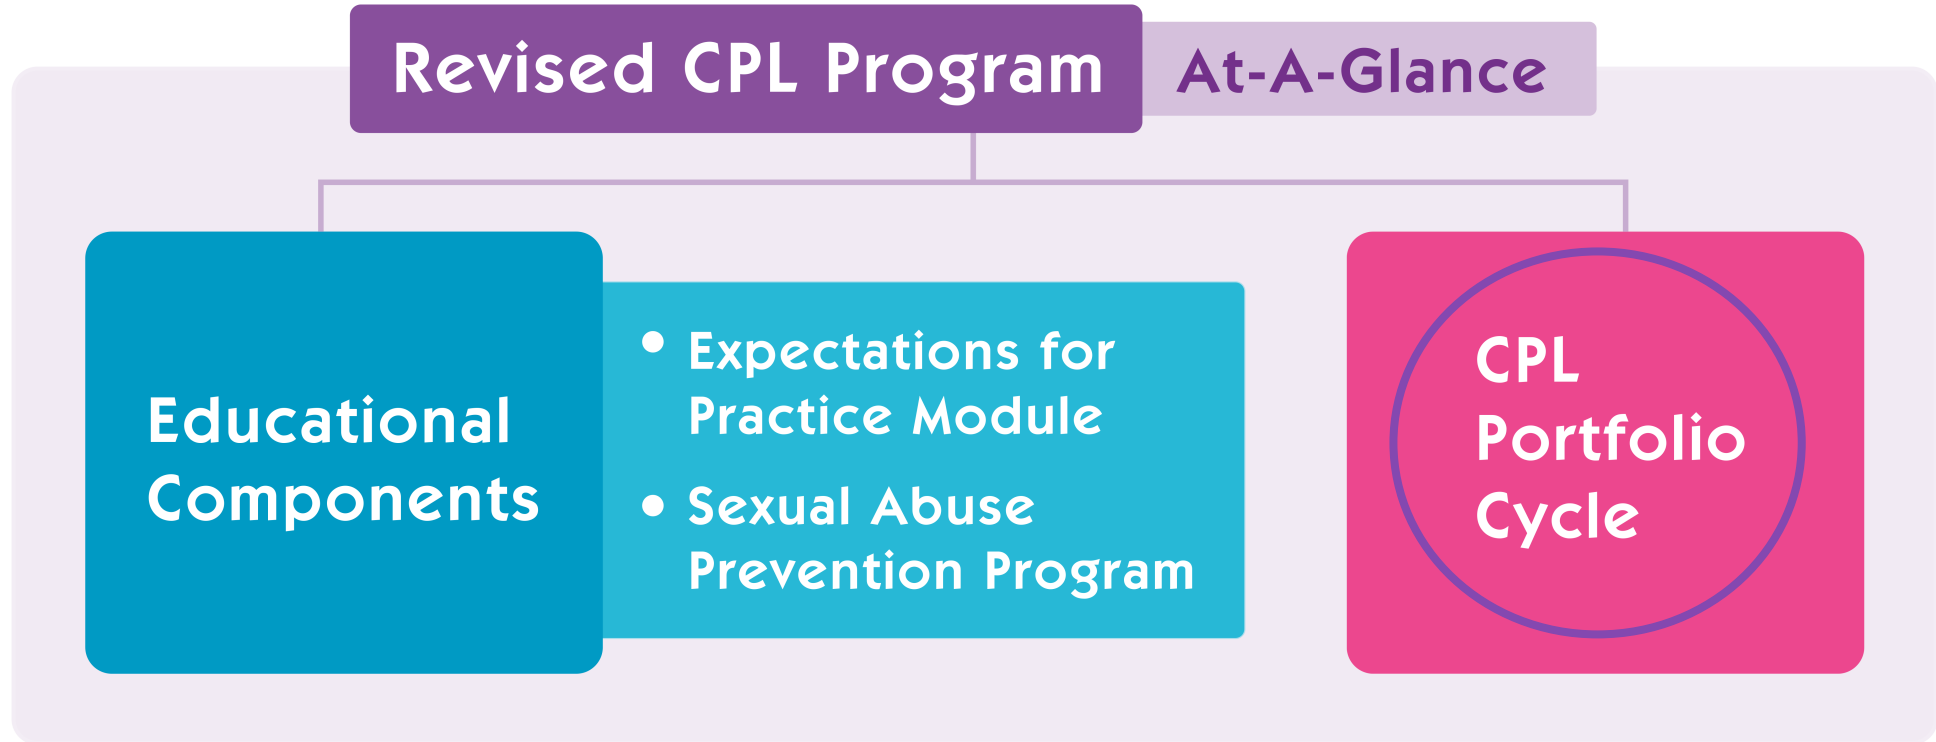 Revised CPL Program At-A-Glance
Educational
Components
• Expectations for
Practice Module
• Sexual Abuse
Prevention Program
CPL
Portfolio
Cycle